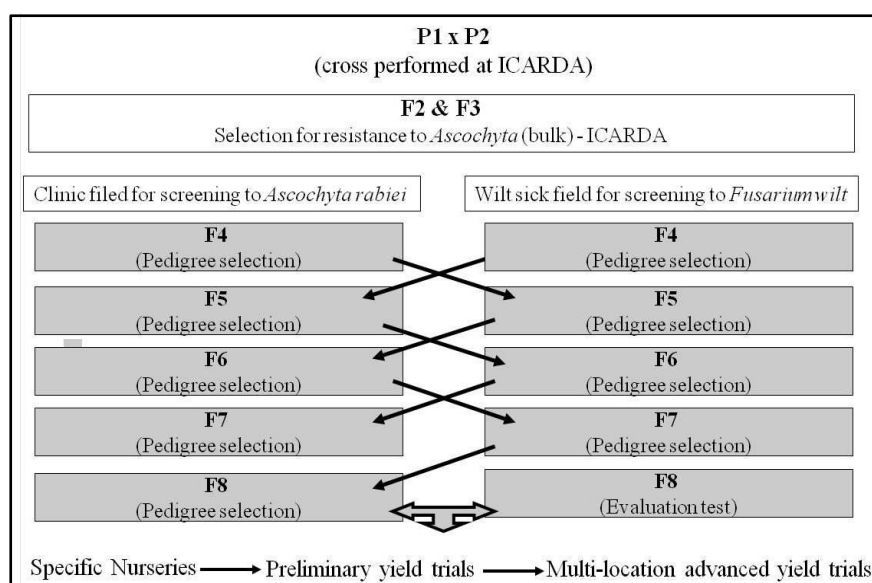 P1 x P2
(cross performed at ICARDA)
F2 & F3
Selection for resistance to Ascochyta (bulk) - ICARDA
Clinic filed for screening to Ascochyta rabiei
Wilt sick field for screening to Fusarium wilt
F4
(Pedigree selection)
F4
(Pedigree selection)
F5
(Pedigree selection)
F5
(Pedigree selection)
F6
(Pedigree selection)
F6
(Pedigree selection)
F7
(Pedigree selection)
F7
(Pedigree selection)
F8
(Pedigree selection)
F8
(Evaluation test)
Specific Nurseries Preliminary yield trials Multi-location advanced yield trials